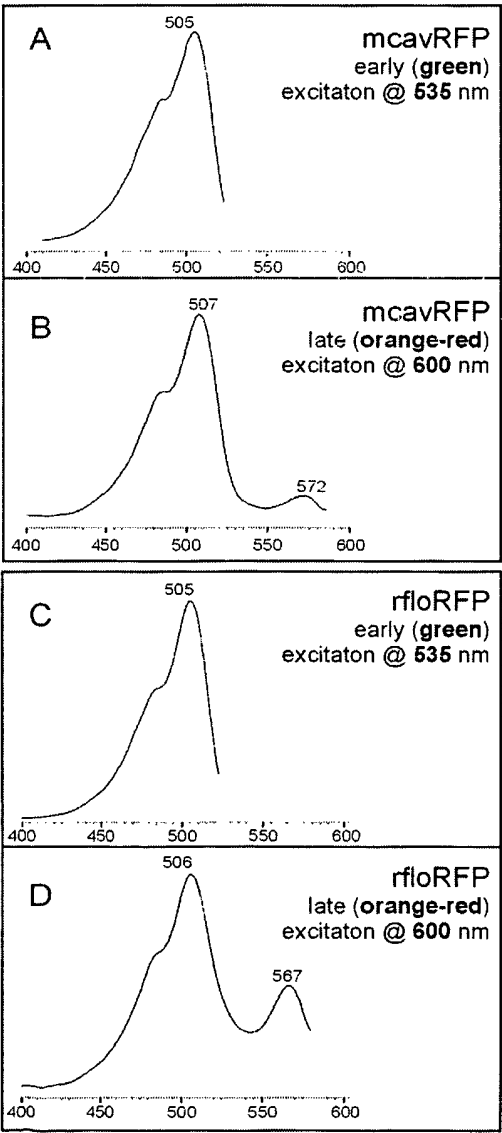 A
505
mcavRFP
early (green)
excitaton @ 535 nm
400 450 500 550 600
B
507
mcavRFP
late (orange-red)
excitaton @ 600 nm
572
400 450 500 550 600
C
505
rfloRFP
early (green)
excitaton @ 535 nm
400 450 500 550 600
D
506
rfloRFP
late (orange-red)
excitaton @ 600 nm
567
400 450 500 550 600